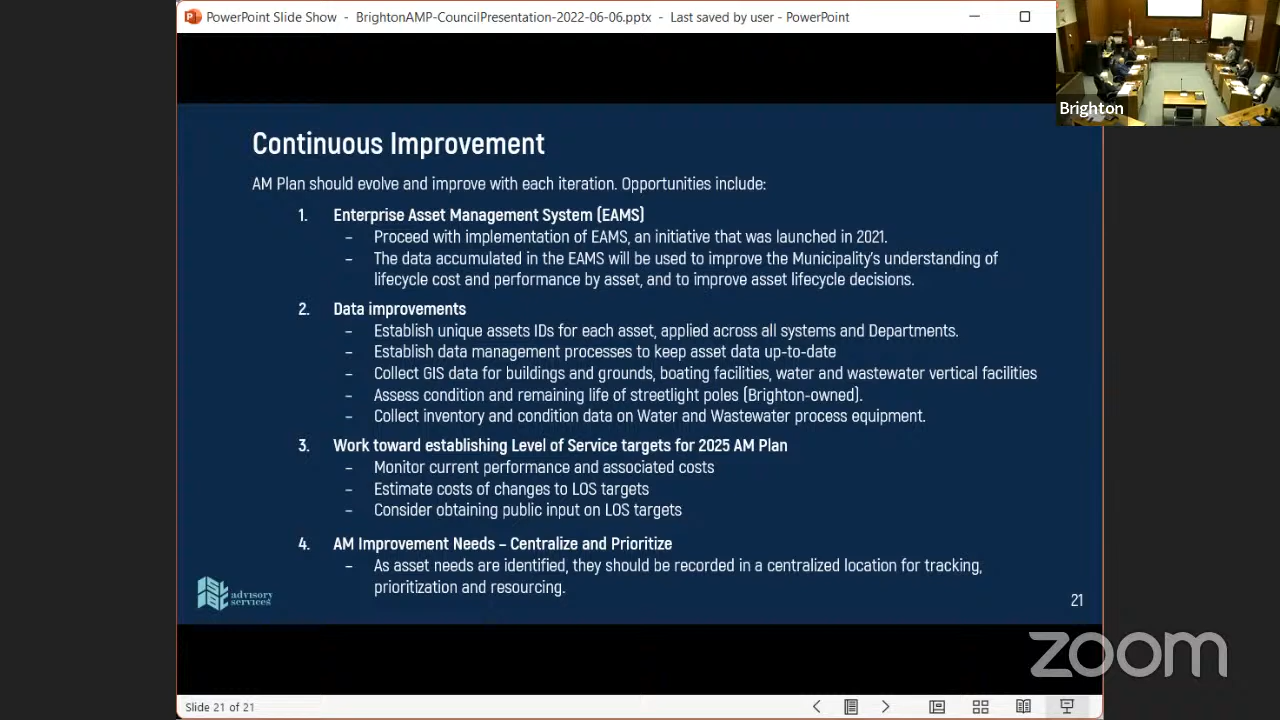 PowerPoint Slide Show - BrightonAMP-CouncilPresentation-2022-06-06.pptx - Last saved by user - PowerPoint
Brighton
Continuous Improvement
AM Plan should evolve and improve with each iteration. Opportunities include:
1. Enterprise Asset Management System (EAMS)
– Proceed with implementation of EAMS, an initiative that was launched in 2021.
– The data accumulated in the EAMS will be used to improve the Municipality's understanding of
lifecycle cost and performance by asset, and to improve asset lifecycle decisions.
2. Data improvements
– Establish unique assets IDs for each asset, applied across all systems and Departments.
– Establish data management processes to keep asset data up-to-date
– Collect GIS data for buildings and grounds, boating facilities, water and wastewater vertical facilities
– Assess condition and remaining life of streetlight poles (Brighton-owned).
– Collect inventory and condition data on Water and Wastewater process equipment.
3. Work toward establishing Level of Service targets for 2025 AM Plan
– Monitor current performance and associated costs
– Estimate costs of changes to LOS targets
– Consider obtaining public input on LOS targets
4. AM Improvement Needs – Centralize and Prioritize
– As asset needs are identified, they should be recorded in a centralized location for tracking,
prioritization and resourcing.
advisory
services
21
zoom
Slide 21 of 21